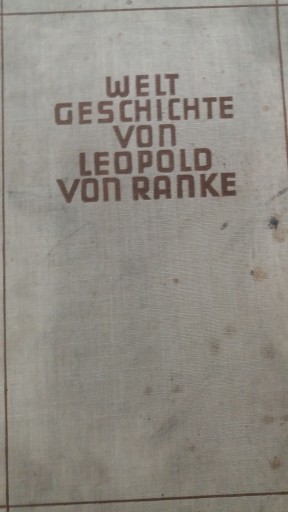 WELT
GESCHICHTE
VON
LEOPOLD
VON RANKE